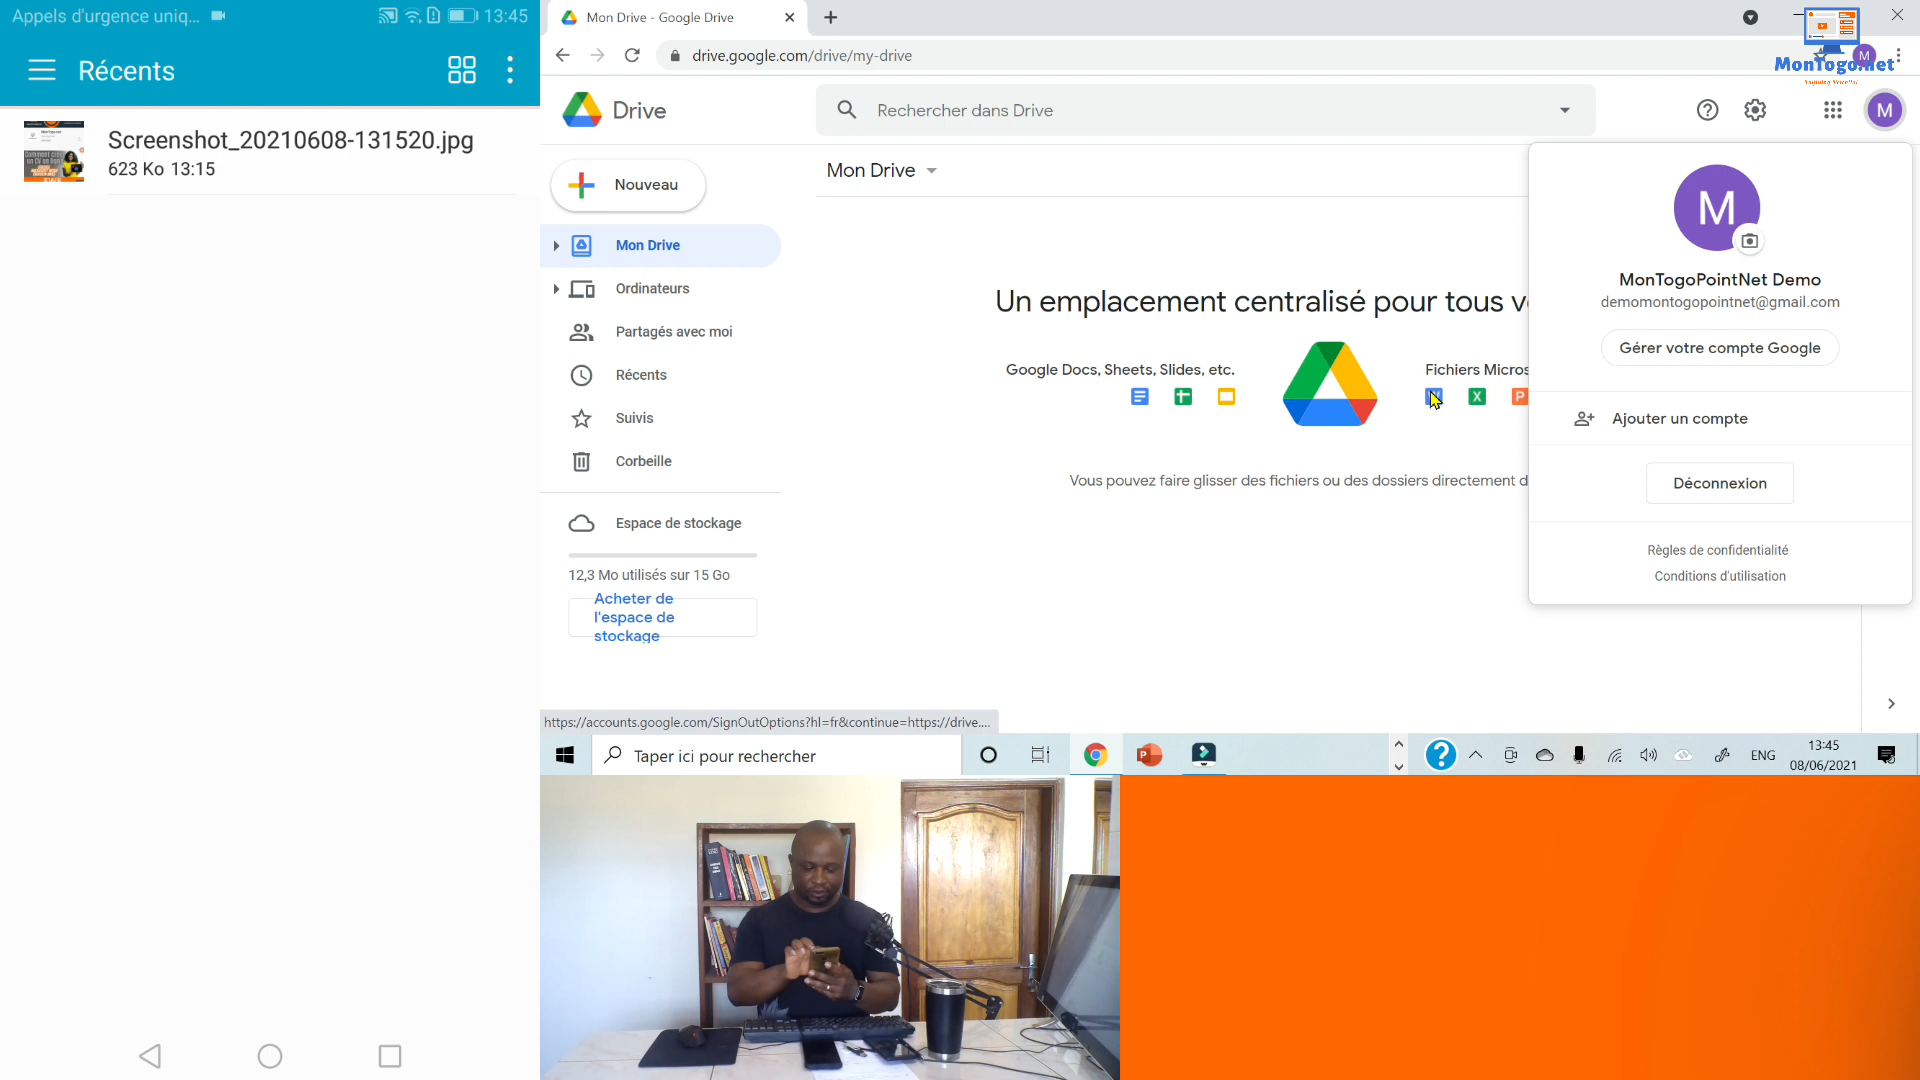 Appels d'urgence uniq...
13:45
Récents
Screenshot_20210608-131520.jpg
623 Ko 13:15
Mon Drive - Google Drive
drive.google.com/drive/my-drive
M
MonTogo.net
Drive
Rechercher dans Drive
M
Nouveau
Mon Drive
Mon Drive
Ordinateurs
Partagés avec moi
Récents
Suivis
Corbeille
Espace de stockage
12,3 Mo utilisés sur 15 Go
Acheter de
l'espace de
stockage
Un emplacement centralisé pour tous v
Google Docs, Sheets, Slides, etc.
Fichiers Micros
X
P
Vous pouvez faire glisser des fichiers ou des dossiers directement d
M
MonTogoPointNet Demo
demomontogopointnet@gmail.com
Gérer votre compte Google
Ajouter un compte
Déconnexion
Règles de confidentialité
Conditions d'utilisation
https://accounts.google.com/SignOutOptions?hl=fr&continue=https://drive....
Taper ici pour rechercher
P
?
ENG
13:45
08/06/2021